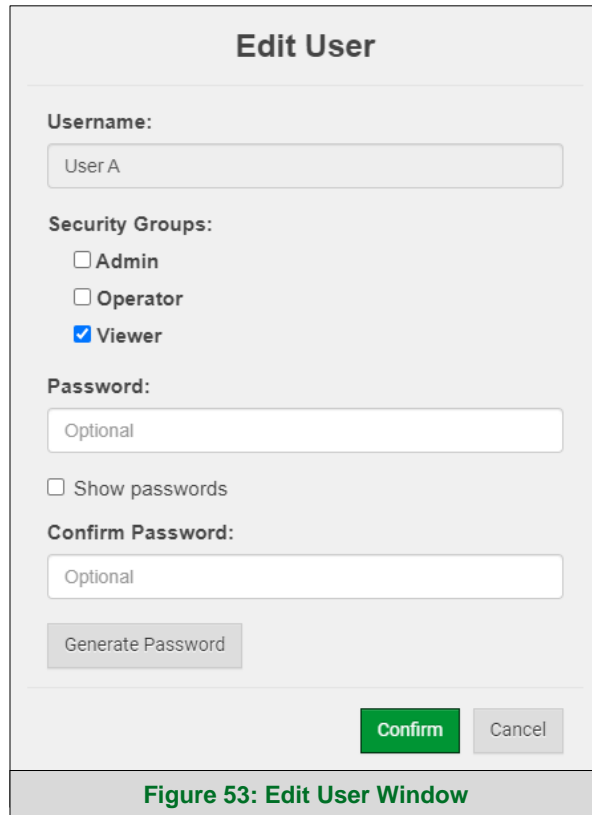 Edit User
Username:
User A
Security Groups:
Admin
Operator
Viewer
Password:
Optional
Show passwords
Confirm Password:
Optional
Generate Password
Confirm Cancel
Figure 53: Edit User Window